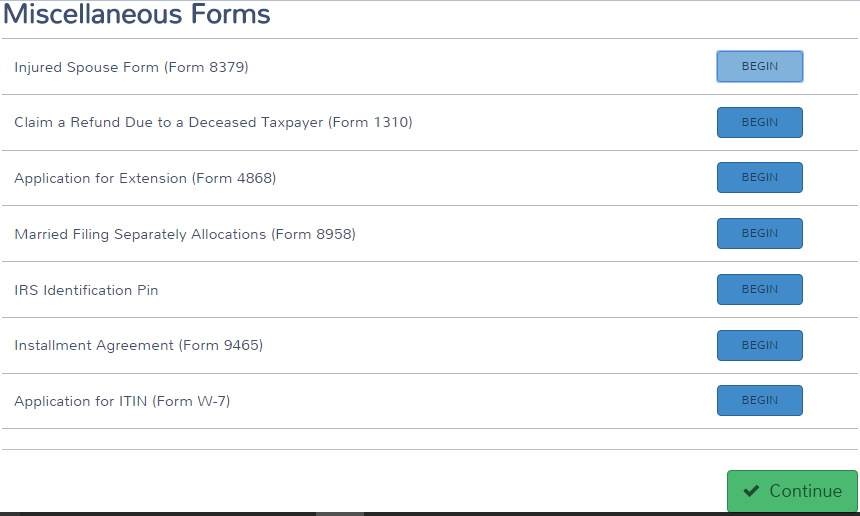 Miscellaneous Forms
Injured Spouse Form (Form 8379) BEGIN
Claim a Refund Due to a Deceased Taxpayer (Form 1310) BEGIN
Application for Extension (Form 4868) BEGIN
Married Filing Separately Allocations (Form 8958) BEGIN
IRS Identification Pin BEGIN
Installment Agreement (Form 9465) BEGIN
Application for ITIN (Form W-7) BEGIN
Continue